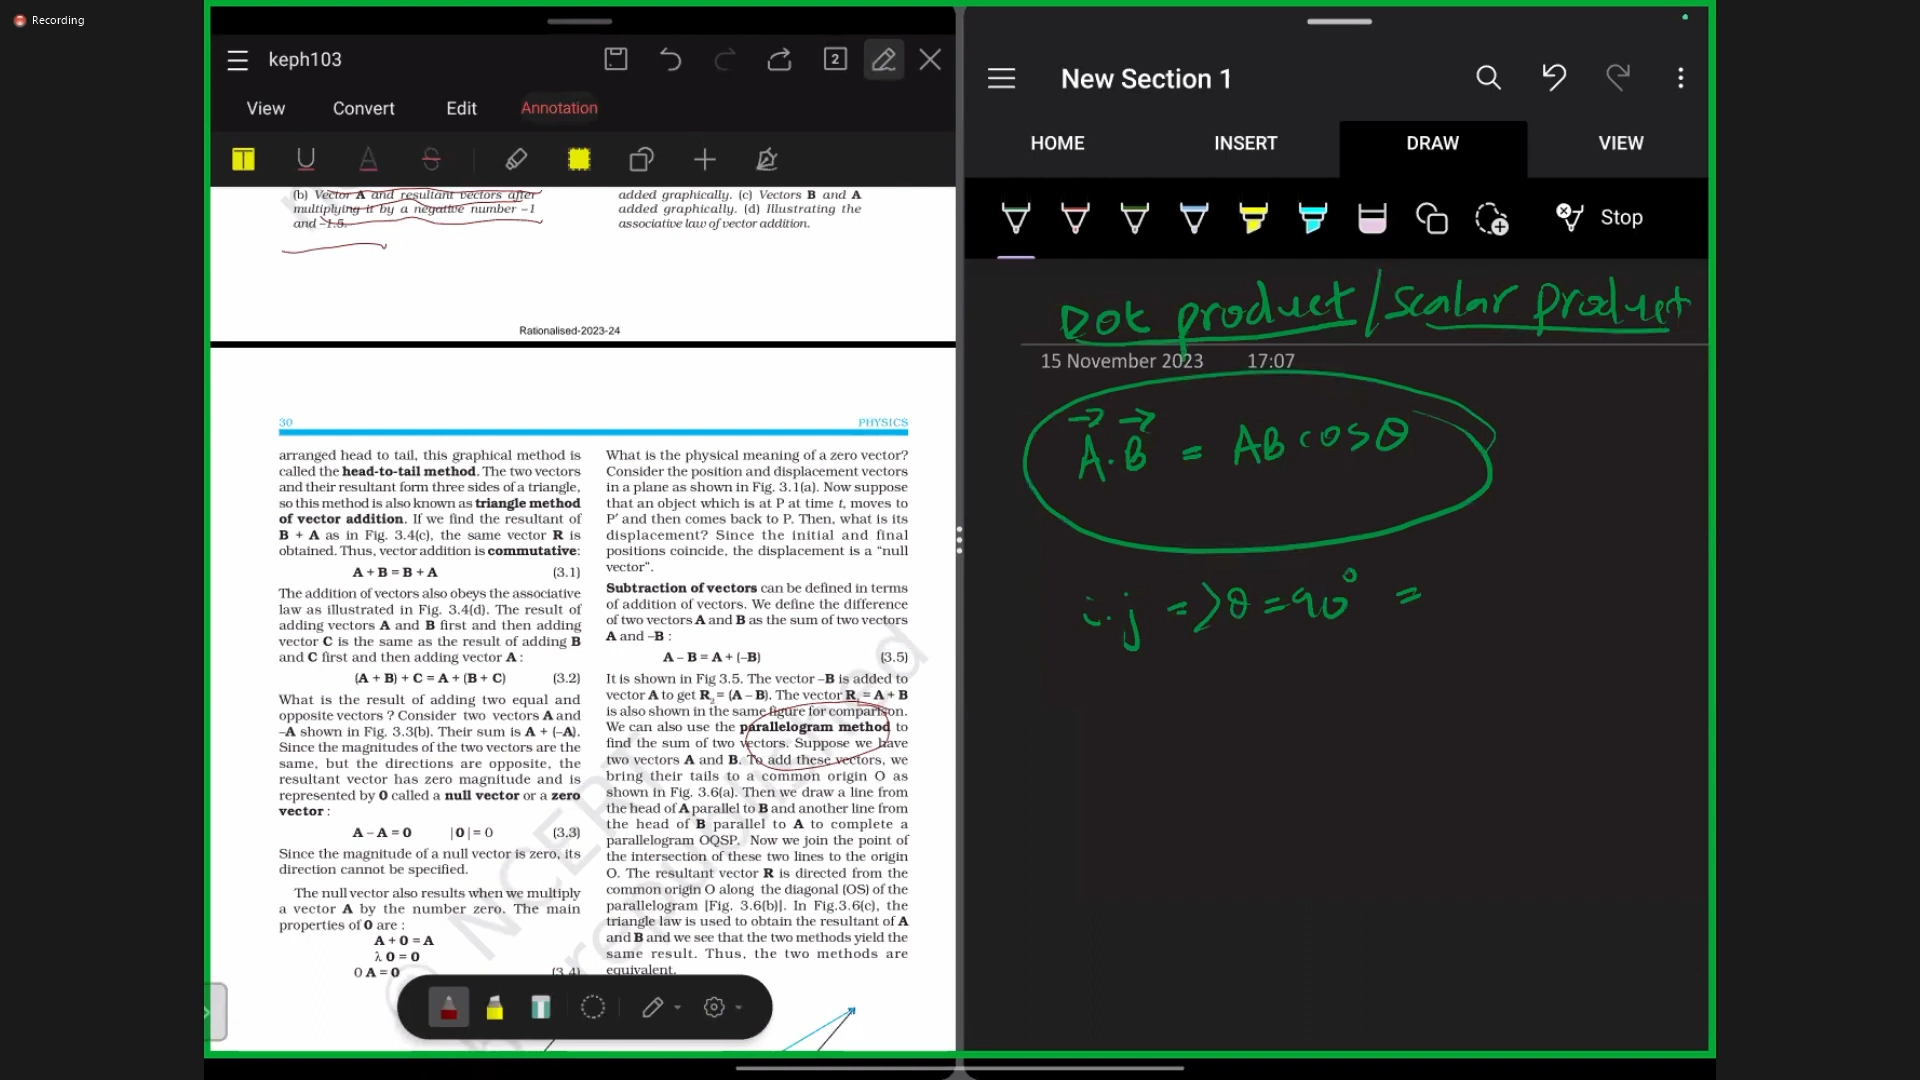 Recording
keph103
2
View Convert Edit Annotation
T U A S
(b) Vector A and resultant vectors after
multiplying it by a negative number –1
and –1.5.
added graphically. (c) Vectors B and A
added graphically. (d) Illustrating the
associative law of vector addition.
Rationalised-2023-24
30
PHYSICS
arranged head to tail, this graphical method is
called the head-to-tail method. The two vectors
and their resultant form three sides of a triangle,
so this method is also known as triangle method
of vector addition. If we find the resultant of
B + A as in Fig. 3.4(c), the same vector R is
obtained. Thus, vector addition is commutative:
A + B = B + A (3.1)
The addition of vectors also obeys the associative
law as illustrated in Fig. 3.4(d). The result of
adding vectors A and B first and then adding
vector C is the same as the result of adding B
and C first and then adding vector A :
(A + B) + C = A + (B + C) (3.2)
What is the result of adding two equal and
opposite vectors ? Consider two vectors A and
–A shown in Fig. 3.3(b). Their sum is A + (–A).
Since the magnitudes of the two vectors are the
same, but the directions are opposite, the
resultant vector has zero magnitude and is
represented by 0 called a null vector or a zero
vector :
A – A = 0 |0| = 0 (3.3)
Since the magnitude of a null vector is zero, its
direction cannot be specified.
The null vector also results when we multiply
a vector A by the number zero. The main
properties of 0 are :
A + 0 = A
λ 0 = 0
0 A = 0 (3.4)
What is the physical meaning of a zero vector?
Consider the position and displacement vectors
in a plane as shown in Fig. 3.1(a). Now suppose
that an object which is at P at time t, moves to
P′ and then comes back to P. Then, what is its
displacement? Since the initial and final
positions coincide, the displacement is a “null
vector”.
Subtraction of vectors can be defined in terms
of addition of vectors. We define the difference
of two vectors A and B as the sum of two vectors
A and –B :
A – B = A + (–B) (3.5)
It is shown in Fig 3.5. The vector –B is added to
vector A to get R₂ = (A – B). The vector R₁ = A + B
is also shown in the same figure for comparison.
We can also use the parallelogram method to
find the sum of two vectors. Suppose we have
two vectors A and B. To add these vectors, we
bring their tails to a common origin O as
shown in Fig. 3.6(a). Then we draw a line from
the head of A parallel to B and another line from
the head of B parallel to A to complete a
parallelogram OQSP. Now we join the point of
the intersection of these two lines to the origin
O. The resultant vector R is directed from the
common origin O along the diagonal (OS) of the
parallelogram [Fig. 3.6(b)]. In Fig.3.6(c), the
triangle law is used to obtain the resultant of A
and B and we see that the two methods yield the
same result. Thus, the two methods are
equivalent.
© NCERT
republished
New Section 1
HOME INSERT DRAW VIEW
Stop
Dot product/scalar product
15 November 2023 17:07
A⃗.B⃗ = AB cosθ
i.j => θ = 90° =